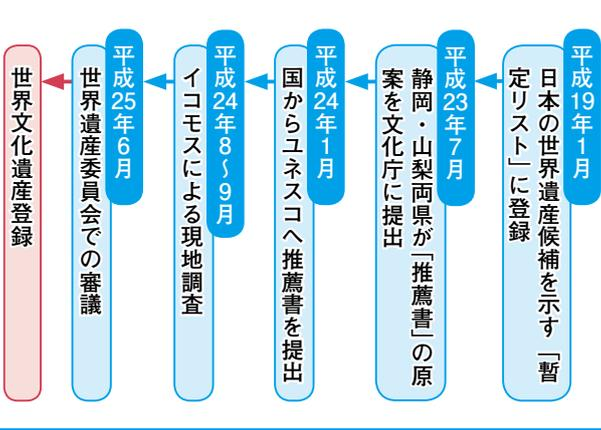 平成19年1月
日本の世界遺産候補を示す「暫
定リスト」に登録
平成23年7月
静岡・山梨両県が「推薦書」の原
案を文化庁に提出
平成24年1月
国からユネスコへ推薦書を提出
平成24年8～9月
イコモスによる現地調査
平成25年6月
世界遺産委員会での審議
世界文化遺産登録